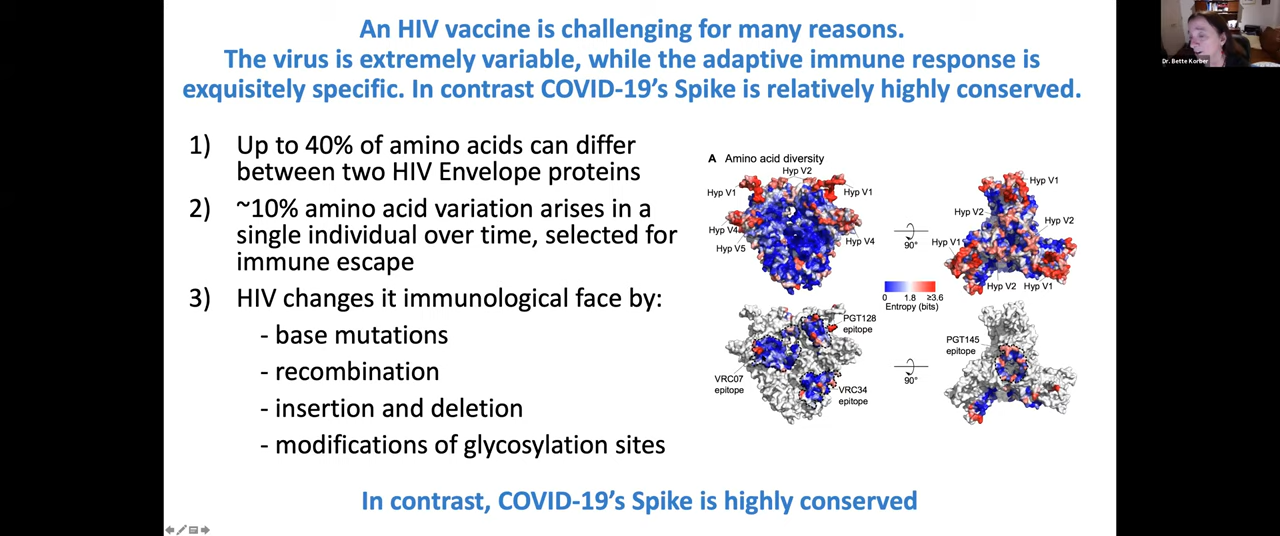 An HIV vaccine is challenging for many reasons.
The virus is extremely variable, while the adaptive immune response is
exquisitely specific. In contrast COVID-19’s Spike is relatively highly conserved.
1) Up to 40% of amino acids can differ
between two HIV Envelope proteins
2) ~10% amino acid variation arises in a
single individual over time, selected for
immune escape
3) HIV changes it immunological face by:
- base mutations
- recombination
- insertion and deletion
- modifications of glycosylation sites
A Amino acid diversity
Hyp V2
Hyp V1
Hyp V1
Hyp V4
Hyp V5
Hyp V4
90°
Hyp V1
Hyp V2
Hyp V2
Hyp V1
Hyp V2 Hyp V1
0 1.8 ≥3.6
Entropy (bits)
PGT128
epitope
VRC07
epitope
VRC34
epitope
90°
PGT145
epitope
In contrast, COVID-19’s Spike is highly conserved
Dr. Bette Korber